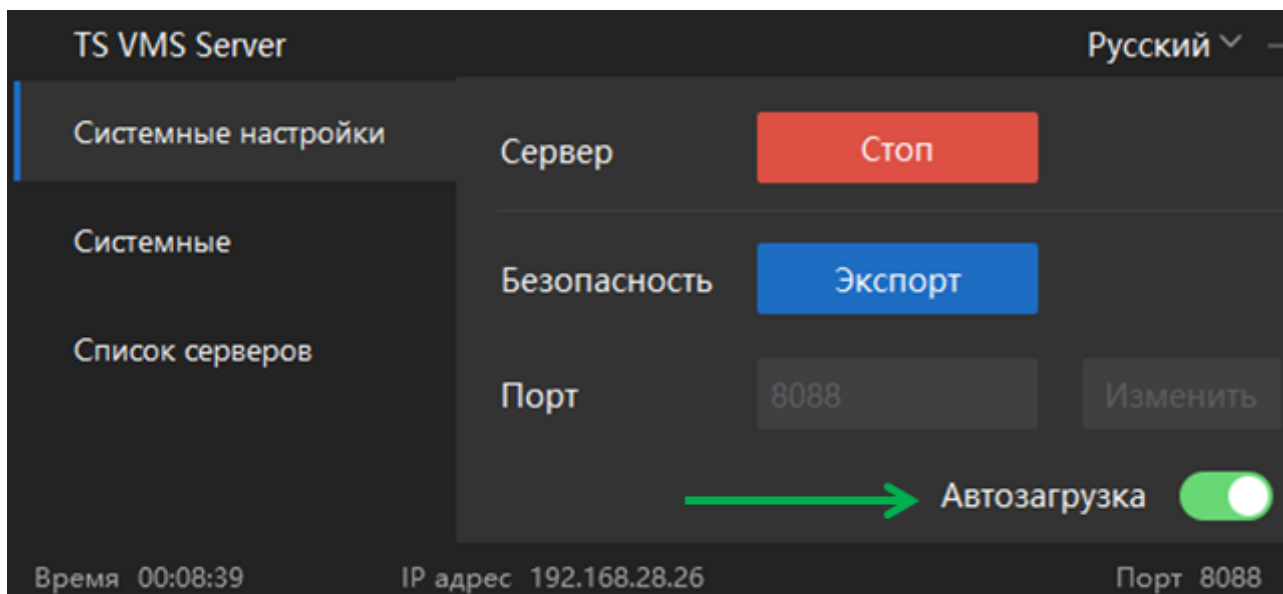 TS VMS Server
Русский
Системные настройки
Сервер
Стоп
Системные
Безопасность
Экспорт
Список серверов
Порт
8088
Изменить
Автозагрузка
Время 00:08:39
IP адрес 192.168.28.26
Порт 8088